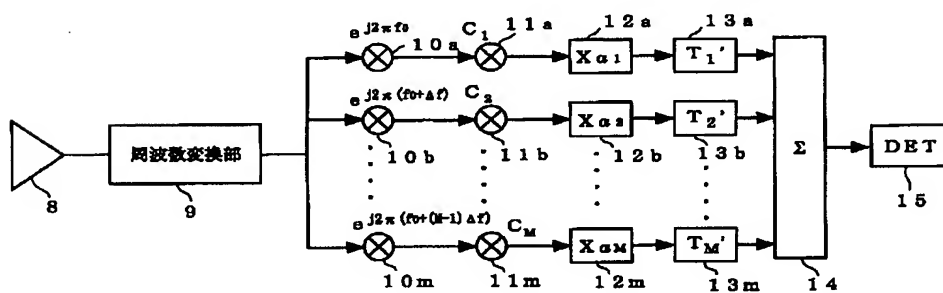 e^{j2πf0} C1 11a 12a 13a
10a Xα1 T1'
e^{j2π(f0+Δf)} C2
周波数変換部 Xα2 T2' Σ DET
8 9 10b 11b 12b 13b 15
e^{j2π(f0+(M-1)Δf)} CM
XαM TM'
10m 11m 12m 13m 14